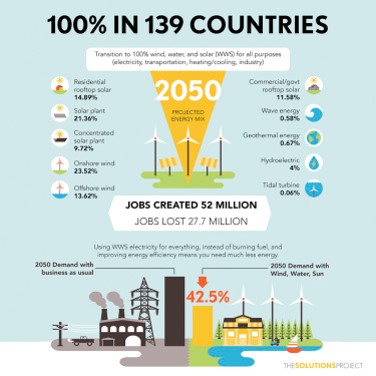 100% IN 139 COUNTRIES
Transition to 100% wind, water, and solar (WWS) for all purposes
(electricity, transportation, heating/cooling, industry)
2050
PROJECTED
ENERGY MIX
Residential
rooftop solar
14.89%
Solar plant
21.36%
Concentrated
solar plant
9.72%
Onshore wind
23.52%
Offshore wind
13.62%
Commercial/govt
rooftop solar
11.58%
Wave energy
0.58%
Geothermal energy
0.67%
Hydroelectric
4%
Tidal turbine
0.06%
JOBS CREATED 52 MILLION
JOBS LOST 27.7 MILLION
Using WWS electricity for everything, instead of burning fuel, and
improving energy efficiency means you need much less energy.
2050 Demand with
business as usual
2050 Demand with
Wind, Water, Sun
42.5%
THESOLUTIONSPROJECT